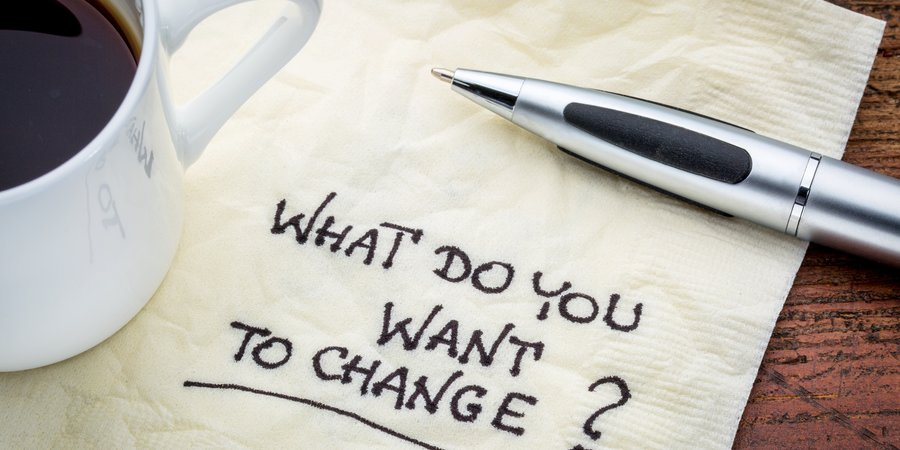 WHAT DO YOU
WANT
TO CHANGE ?